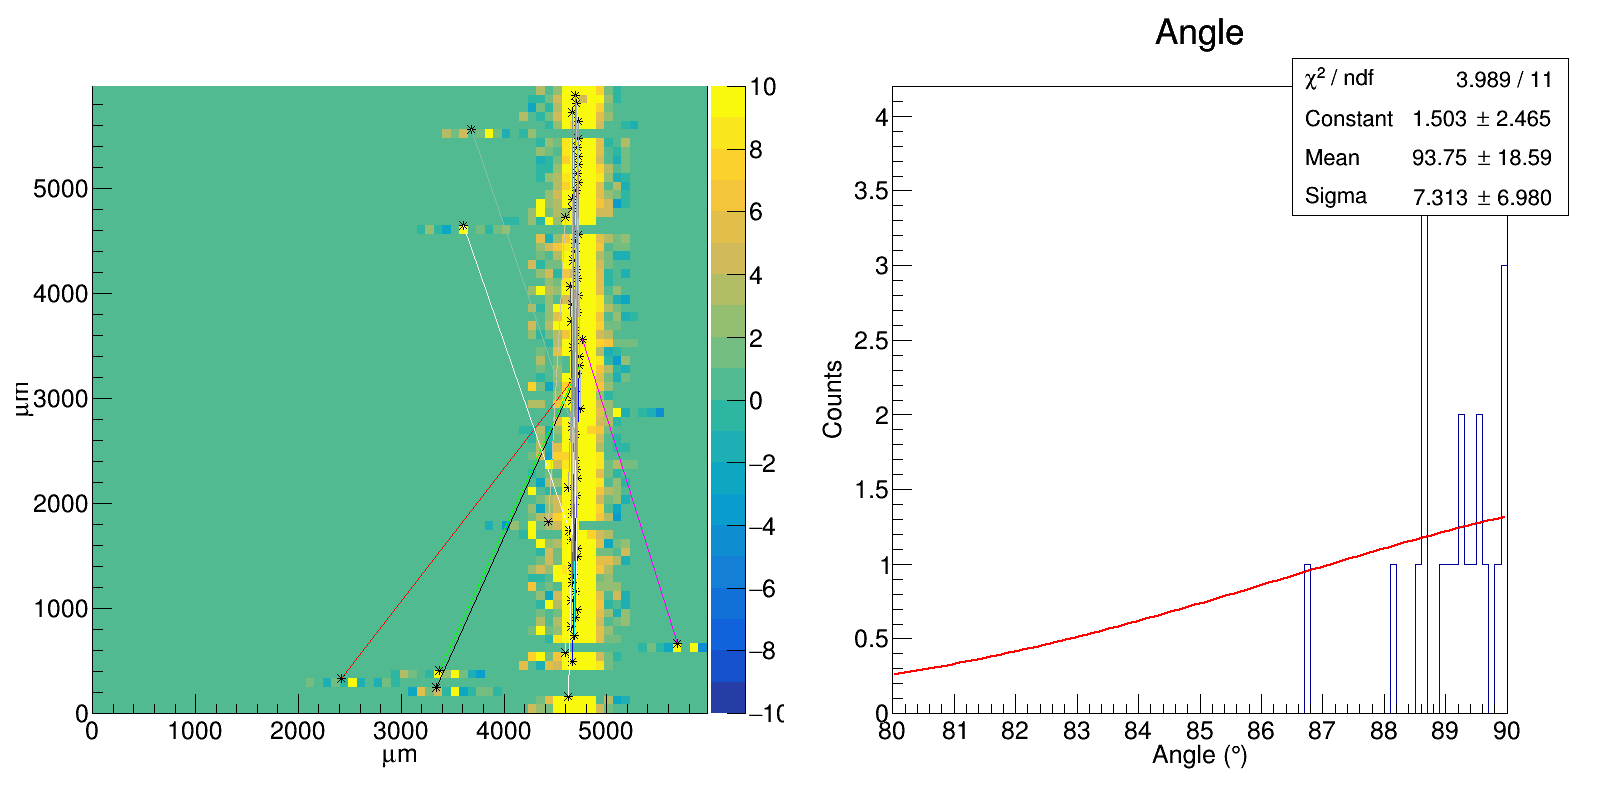 Angle
χ² / ndf 3.989 / 11
Constant 1.503 ± 2.465
Mean 93.75 ± 18.59
Sigma 7.313 ± 6.980
10
8
6
4
2
0
−2
−4
−6
−8
−10
5000
4000
3000
2000
1000
0
μm
0 1000 2000 3000 4000 5000
μm
4
3.5
3
2.5
2
1.5
1
0.5
0
Counts
80 81 82 83 84 85 86 87 88 89 90
Angle (°)